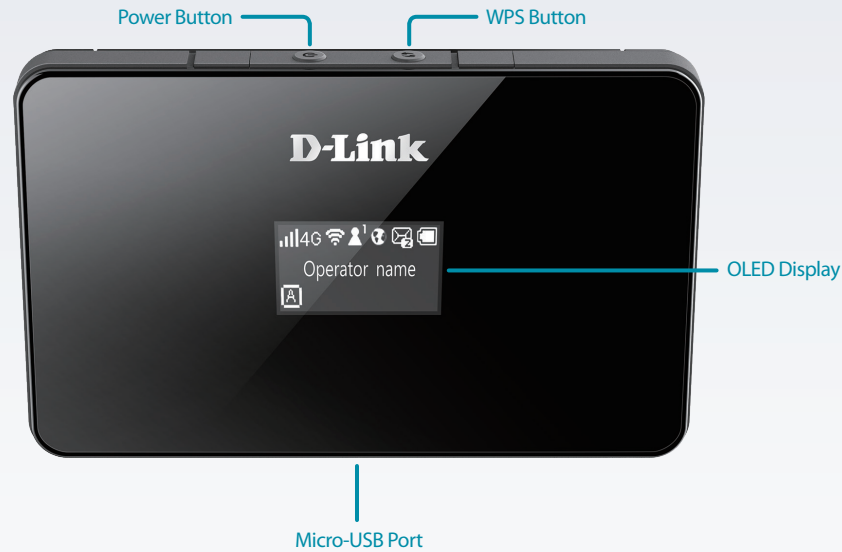 Power Button
WPS Button
D-Link
4G 1 2
Operator name
A
OLED Display
Micro-USB Port